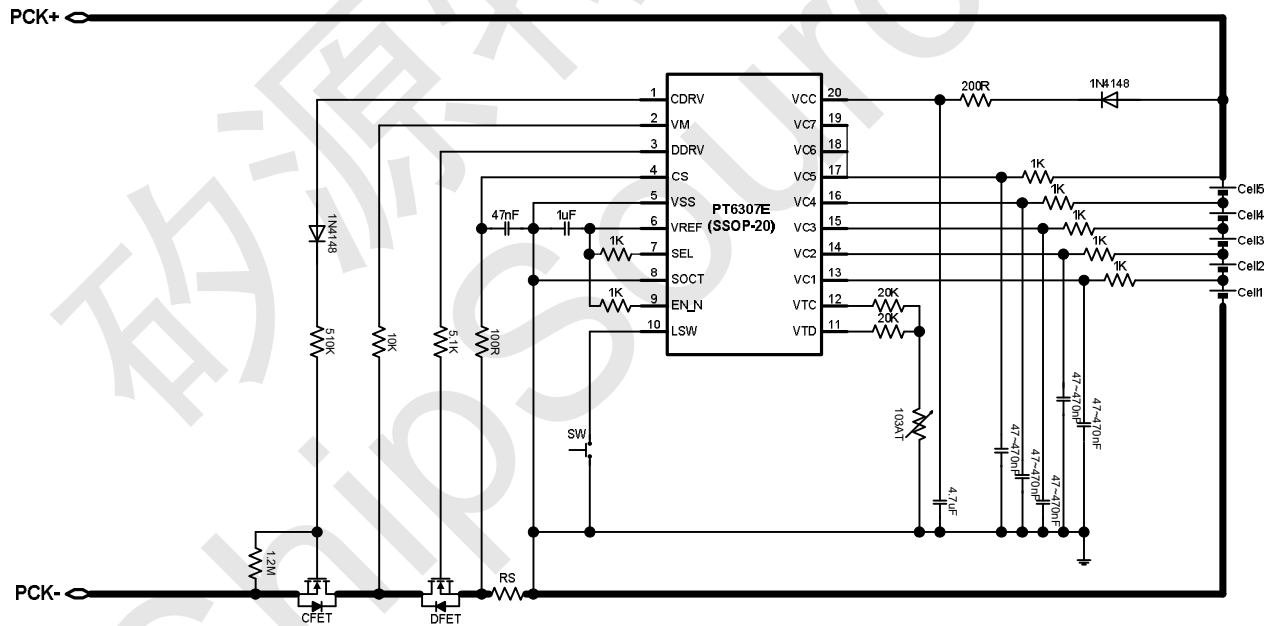 PCK+
1 CDRV VCC 20 200R 1N4148
2 VM VC7 19
3 DDRV VC6 18
4 CS VC5 17 1K
5 VSS VC4 16 1K Cell5
6 VREF VC3 15 1K Cell4
7 SEL VC2 14 1K Cell3
8 SOCT VC1 13 1K Cell2
9 EN_N VTC 12 20K Cell1
10 LSW VTD 11 20K
PT6307E
(SSOP-20)
47nF 1uF
1K
1K
1N4148
510K 10K 5.1K 100R
SW
103AT
4.7uF
47~470nF
47~470nF
47~470nF
47~470nF
47~470nF
1.2M
PCK-
CFET DFET RS
矽源特
ChipSourc